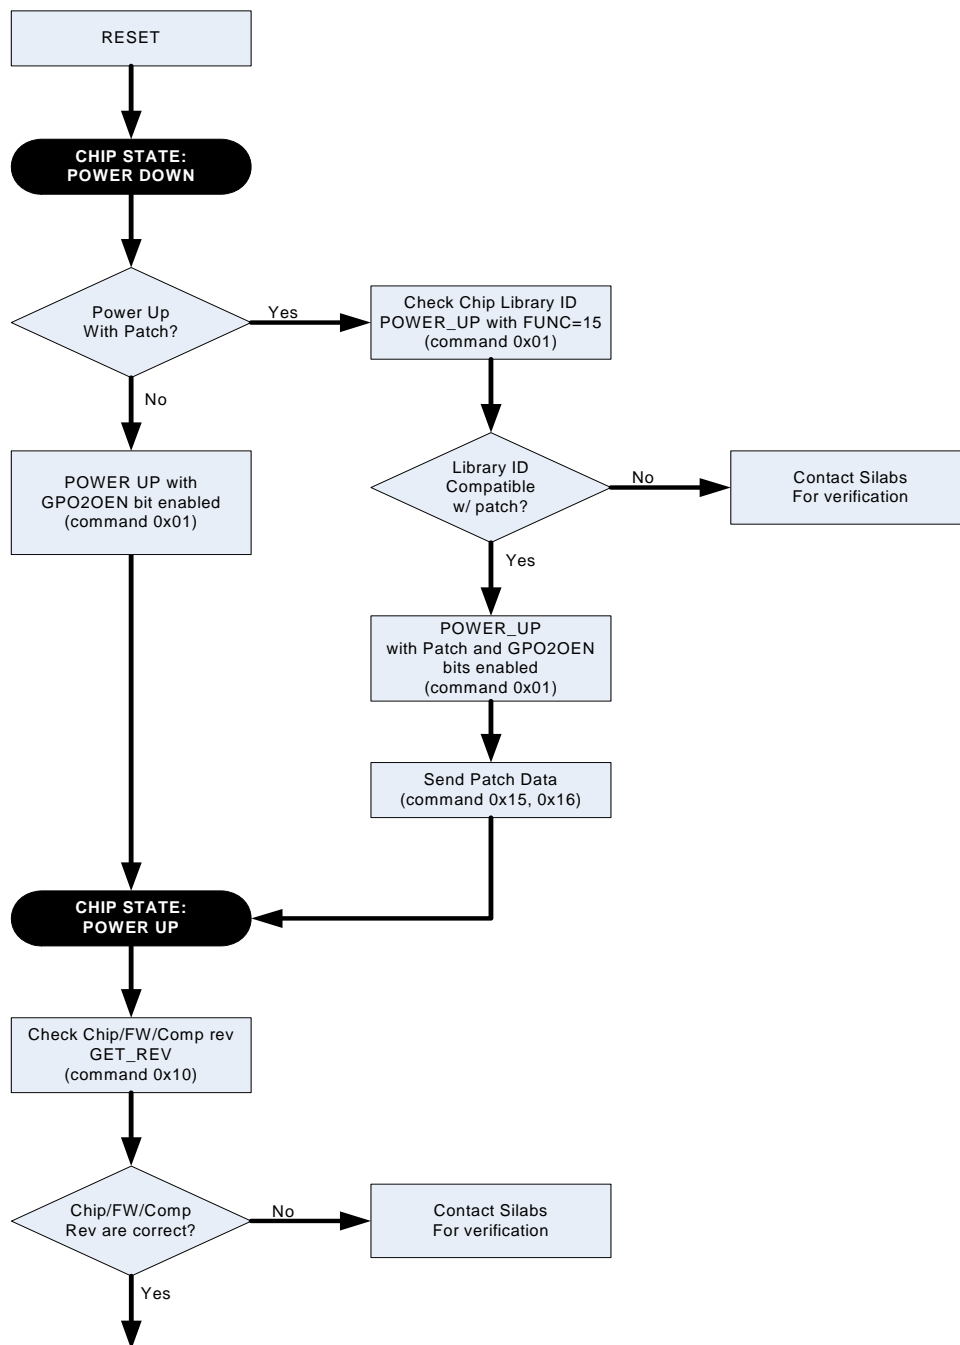 RESET
CHIP STATE:
POWER DOWN
Power Up
With Patch?
Yes
Check Chip Library ID
POWER_UP with FUNC=15
(command 0x01)
No
POWER UP with
GPO2OEN bit enabled
(command 0x01)
Library ID
Compatible
w/ patch?
No
Contact Silabs
For verification
Yes
POWER_UP
with Patch and GPO2OEN
bits enabled
(command 0x01)
Send Patch Data
(command 0x15, 0x16)
CHIP STATE:
POWER UP
Check Chip/FW/Comp rev
GET_REV
(command 0x10)
Chip/FW/Comp
Rev are correct?
No
Contact Silabs
For verification
Yes